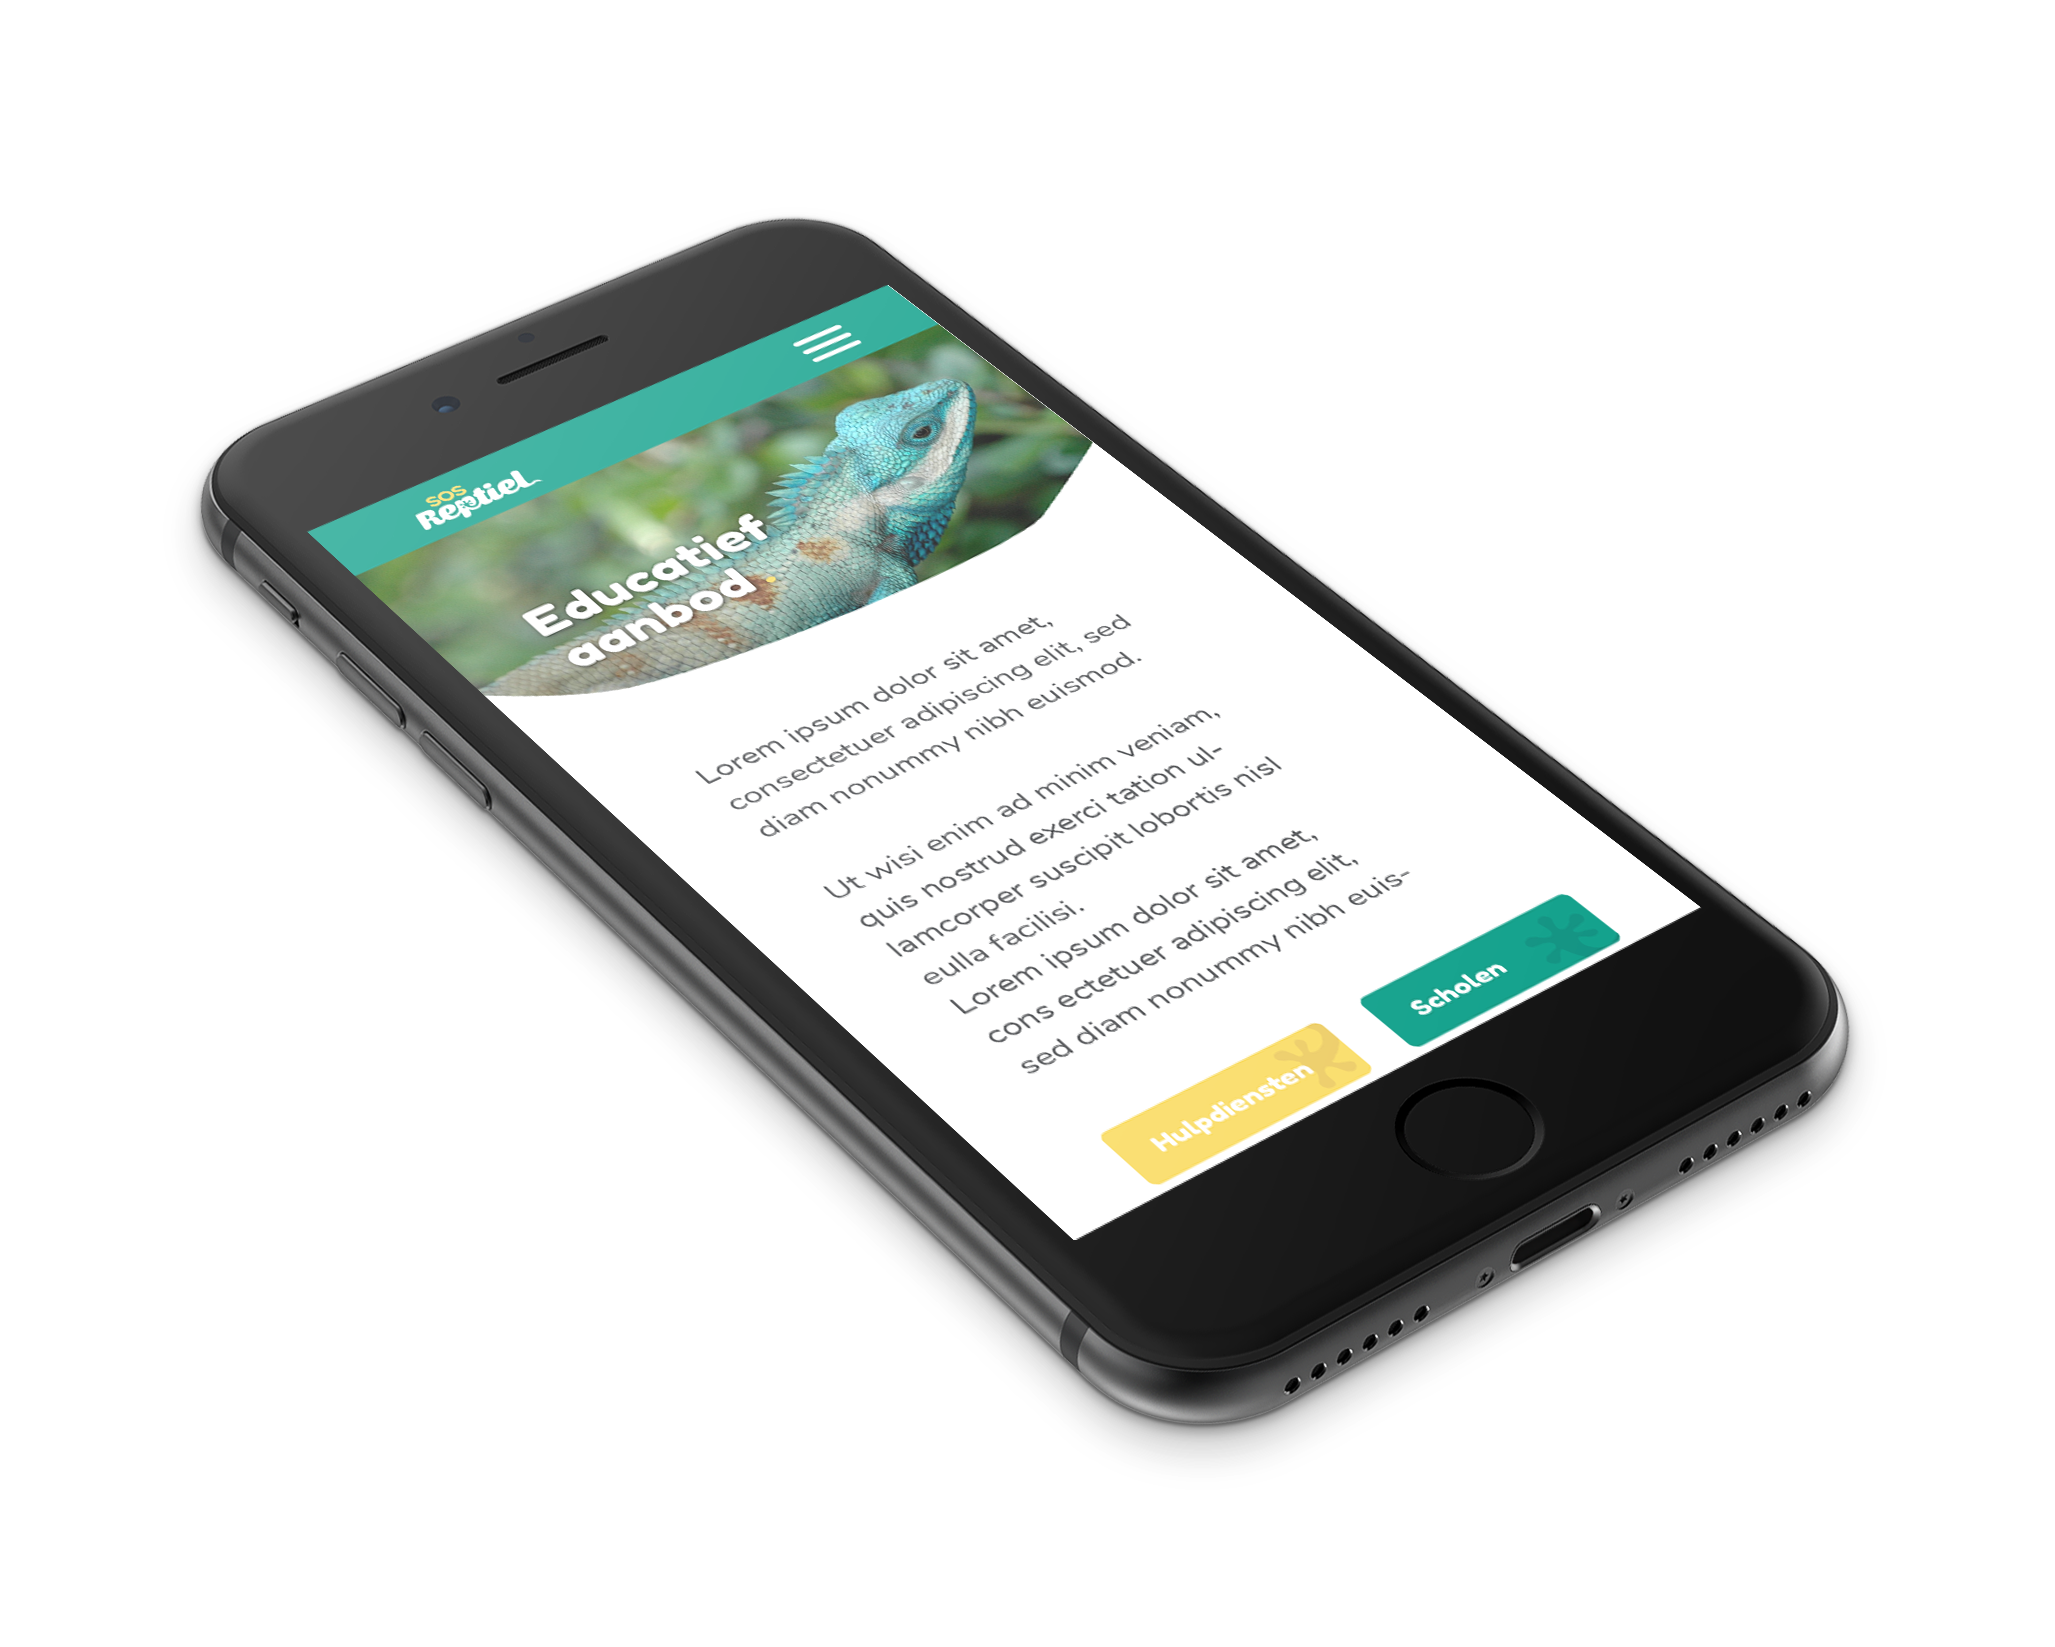 SOS
Reptiel
Educatief
aanbod
Lorem ipsum dolor sit amet,
consectetuer adipiscing elit, sed
diam nonummy nibh euismod.
Ut wisi enim ad minim veniam,
quis nostrud exerci tation ul-
lamcorper suscipit lobortis nisl
eulla facilisi.
Lorem ipsum dolor sit amet,
cons ectetuer adipiscing elit,
sed diam nonummy nibh euis-
Hulpdiensten
Scholen